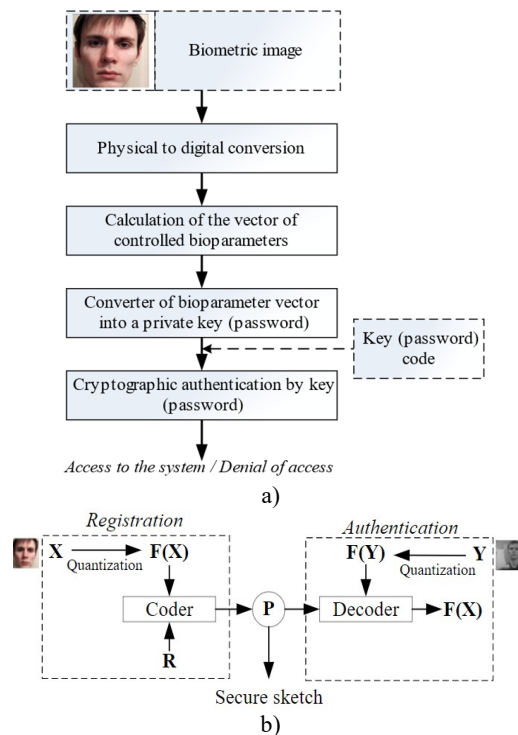 Biometric image
Physical to digital conversion
Calculation of the vector of
controlled bioparameters
Converter of bioparameter vector
into a private key (password)
Key (password)
code
Cryptographic authentication by key
(password)
Access to the system / Denial of access
a)
Registration
X
Quantization
F(X)
Coder
R
P
Secure sketch
Authentication
F(Y)
Quantization
Y
Decoder
F(X)
b)